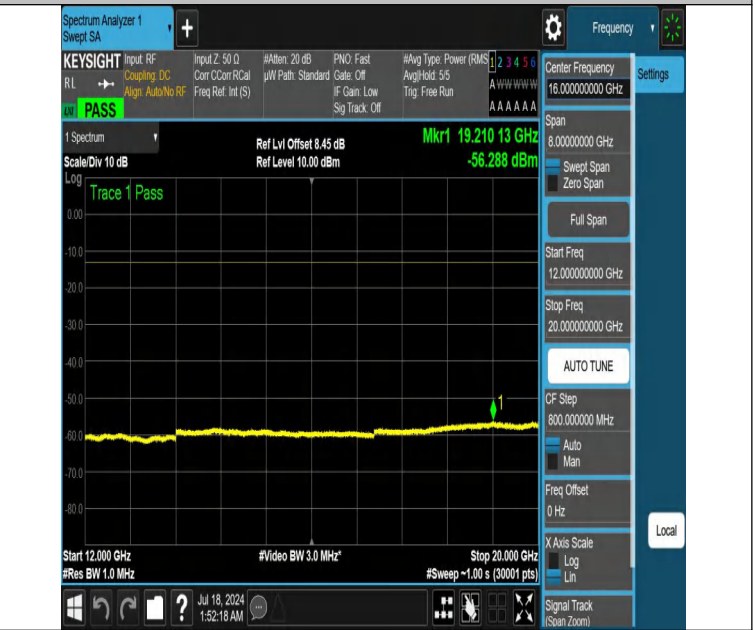 Spectrum Analyzer 1
Swept SA
+
Frequency
KEYSIGHT
RL
PASS
Input: RF
Coupling: DC
Align: Auto/No RF
Input Z: 50 Ω
Corr CCorr RCal
Freq Ref: Int (S)
#Atten: 20 dB
µW Path: Standard
PNO: Fast
Gate: Off
IF Gain: Low
Sig Track: Off
#Avg Type: Power (RMS
Avg|Hold: 5/5
Trig: Free Run
1 2 3 4 5 6
A W W W W W
A A A A A A
1 Spectrum
Scale/Div 10 dB
Ref Lvl Offset 8.45 dB
Ref Level 10.00 dBm
Mkr1 19.210 13 GHz
-56.288 dBm
Log
Trace 1 Pass
0.00
-10.0
-20.0
-30.0
-40.0
-50.0
-60.0
-70.0
-80.0
1
Start 12.000 GHz
#Res BW 1.0 MHz
#Video BW 3.0 MHz*
Stop 20.000 GHz
#Sweep ~1.00 s (30001 pts)
?
Jul 18, 2024
1:52:18 AM
Center Frequency
16.000000000 GHz
Settings
Span
8.00000000 GHz
Swept Span
Zero Span
Full Span
Start Freq
12.000000000 GHz
Stop Freq
20.000000000 GHz
AUTO TUNE
CF Step
800.000000 MHz
Auto
Man
Freq Offset
0 Hz
X Axis Scale
Log
Lin
Local
Signal Track
(Span Zoom)